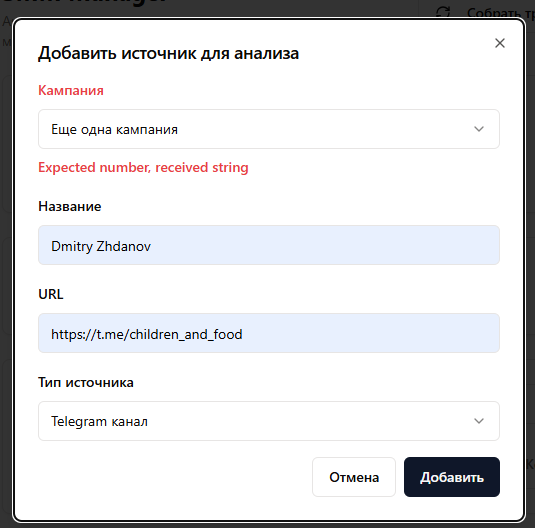 Собрать
Добавить источник для анализа
Кампания
Еще одна кампания
Expected number, received string
Название
Dmitry Zhdanov
URL
https://t.me/children_and_food
Тип источника
Telegram канал
Отмена
Добавить